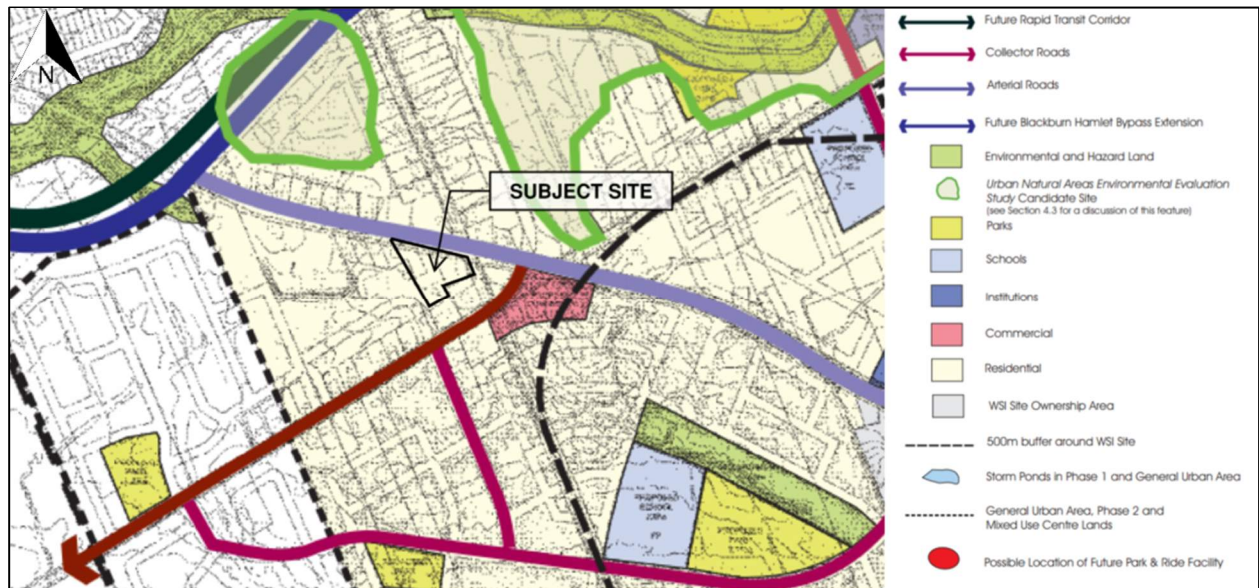 N
SUBJECT SITE
Future Rapid Transit Corridor
Collector Roads
Arterial Roads
Future Blackburn Hamlet Bypass Extension
Environmental and Hazard Land
Urban Natural Areas Environmental Evaluation
Study Candidate Site
(see Section 4.3 for a discussion of this feature)
Parks
Schools
Institutions
Commercial
Residential
WSI Site Ownership Area
500m buffer around WSI Site
Storm Ponds in Phase 1 and General Urban Area
General Urban Area, Phase 2 and
Mixed Use Centre Lands
Possible Location of Future Park & Ride Facility